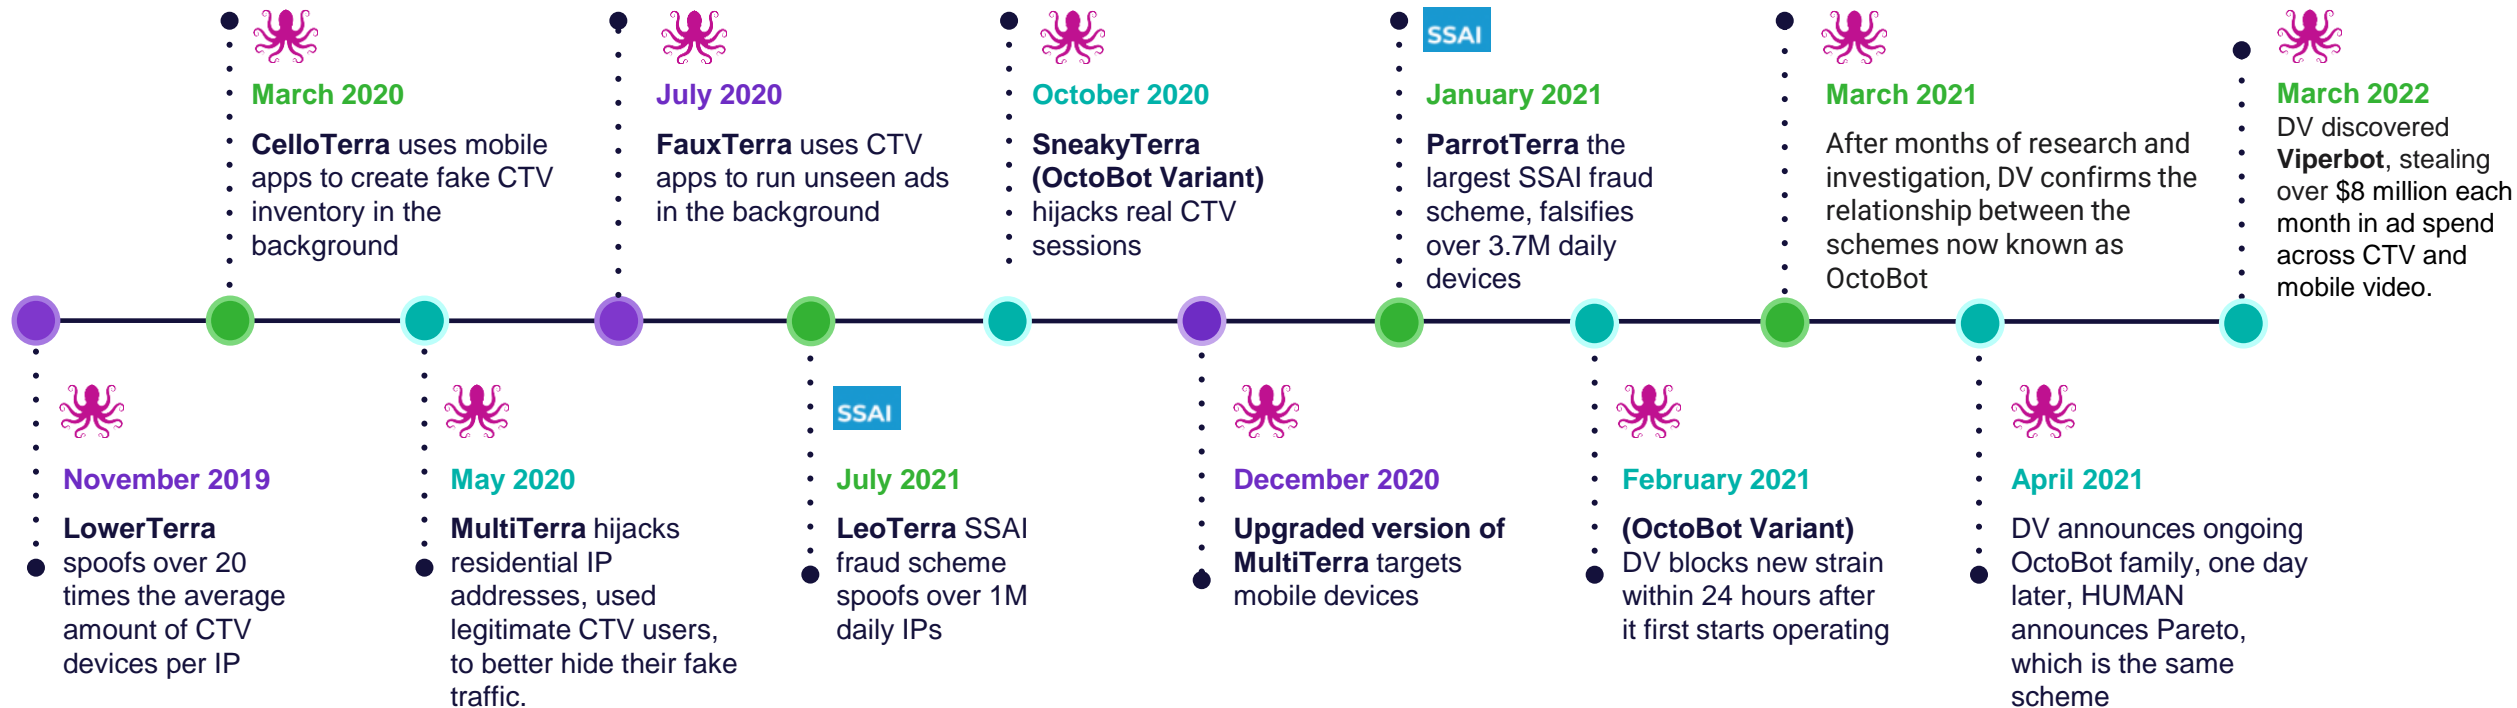 March 2020
CelloTerra uses mobile
apps to create fake CTV
inventory in the
background
July 2020
FauxTerra uses CTV
apps to run unseen ads
in the background
October 2020
SneakyTerra
(OctoBot Variant)
hijacks real CTV
sessions
SSAI
January 2021
ParrotTerra the
largest SSAI fraud
scheme, falsifies
over 3.7M daily
devices
March 2021
After months of research and
investigation, DV confirms the
relationship between the
schemes now known as
OctoBot
March 2022
DV discovered
Viperbot, stealing
over $8 million each
month in ad spend
across CTV and
mobile video.
November 2019
LowerTerra
spoofs over 20
times the average
amount of CTV
devices per IP
May 2020
MultiTerra hijacks
residential IP
addresses, used
legitimate CTV users,
to better hide their fake
traffic.
SSAI
July 2021
LeoTerra SSAI
fraud scheme
spoofs over 1M
daily IPs
December 2020
Upgraded version of
MultiTerra targets
mobile devices
February 2021
(OctoBot Variant)
DV blocks new strain
within 24 hours after
it first starts operating
April 2021
DV announces ongoing
OctoBot family, one day
later, HUMAN
announces Pareto,
which is the same
scheme